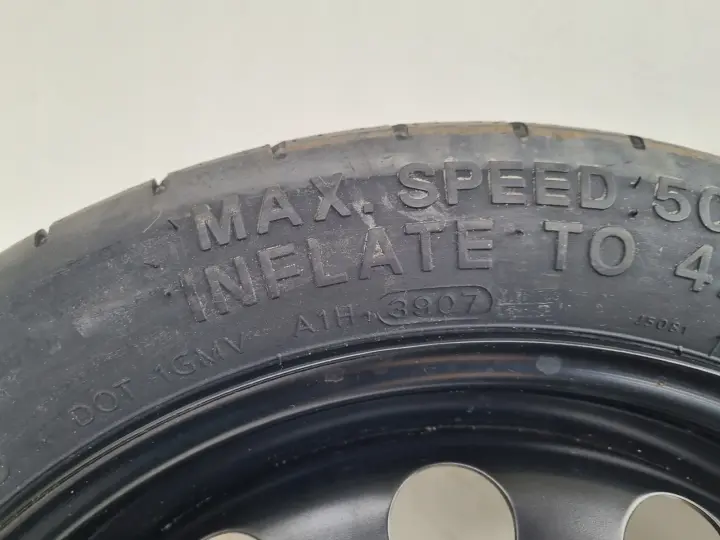 MAX. SPEED 50
INFLATE TO 4
DOT 1GMV A1H 3907